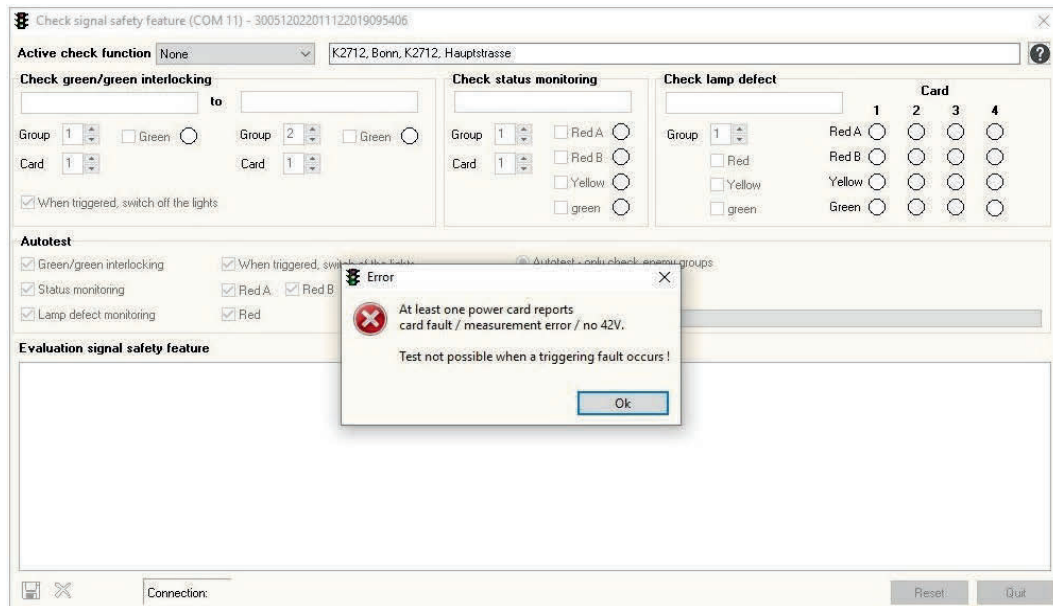 Check signal safety feature (COM 11) - 300512022011122019095406
Active check function None K2712, Bonn, K2712, Hauptstrasse
Check green/green interlocking
to
Group 1 Green Group 2 Green
Card 1 Card 1
When triggered, switch off the lights
Check status monitoring
Group 1 Red A
Card 1 Red B
Yellow
green
Check lamp defect
Card
1 2 3 4
Group 1 Red A
Red Red B
Yellow Yellow
green Green
Autotest
Green/green interlocking When triggered, switch of the lights Autotest - only check enemy groups
Status monitoring Red A Red B
Lamp defect monitoring Red
Error
At least one power card reports
card fault / measurement error / no 42V.
Test not possible when a triggering fault occurs !
Ok
Evaluation signal safety feature
Connection: Reset Quit